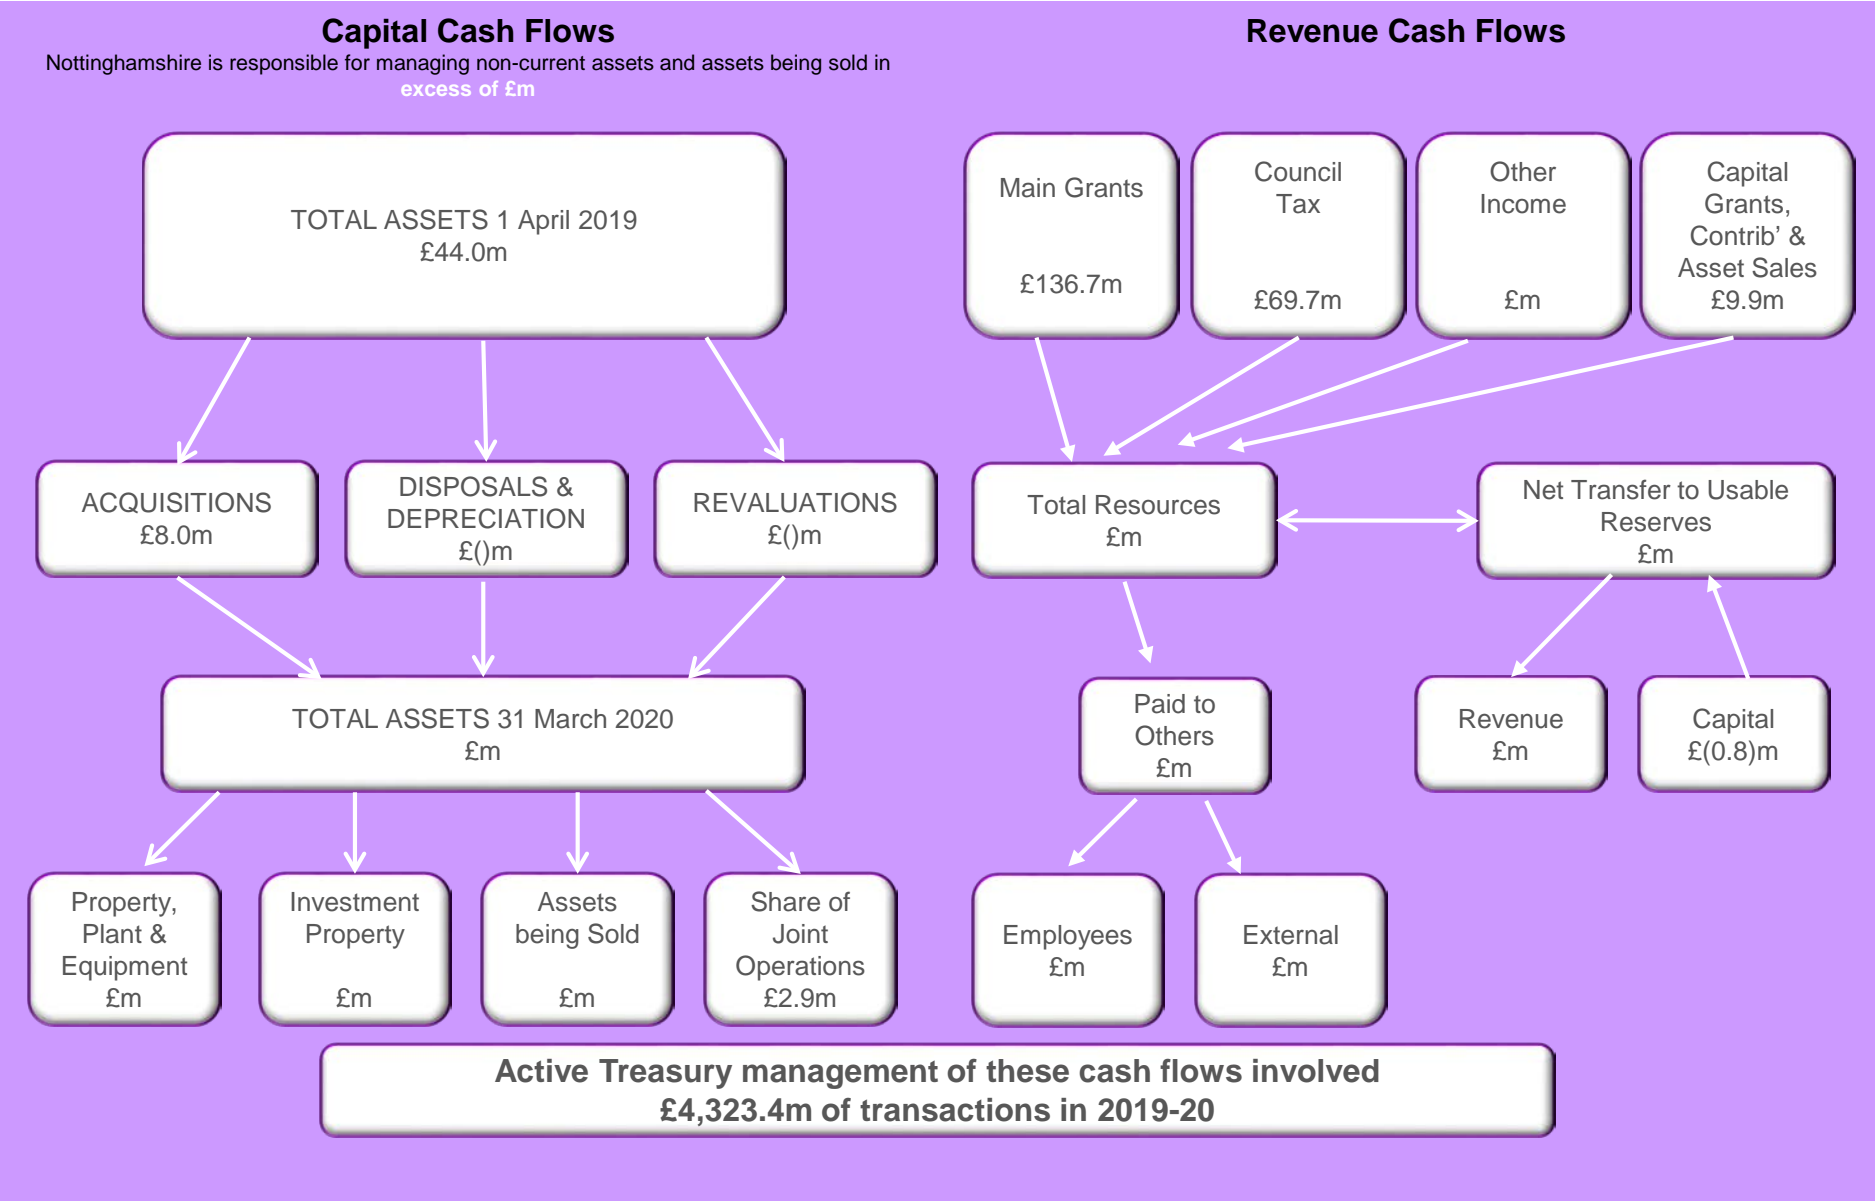 Capital Cash Flows
Nottinghamshire is responsible for managing non-current assets and assets being sold in
excess of £m
TOTAL ASSETS 1 April 2019
£44.0m
ACQUISITIONS
£8.0m
DISPOSALS &
DEPRECIATION
£()m
REVALUATIONS
£()m
TOTAL ASSETS 31 March 2020
£m
Property,
Plant &
Equipment
£m
Investment
Property
£m
Assets
being Sold
£m
Share of
Joint
Operations
£2.9m
Revenue Cash Flows
Main Grants
£136.7m
Council
Tax
£69.7m
Other
Income
£m
Capital
Grants,
Contrib’ &
Asset Sales
£9.9m
Total Resources
£m
Net Transfer to Usable
Reserves
£m
Paid to
Others
£m
Revenue
£m
Capital
£(0.8)m
Employees
£m
External
£m
Active Treasury management of these cash flows involved
£4,323.4m of transactions in 2019-20